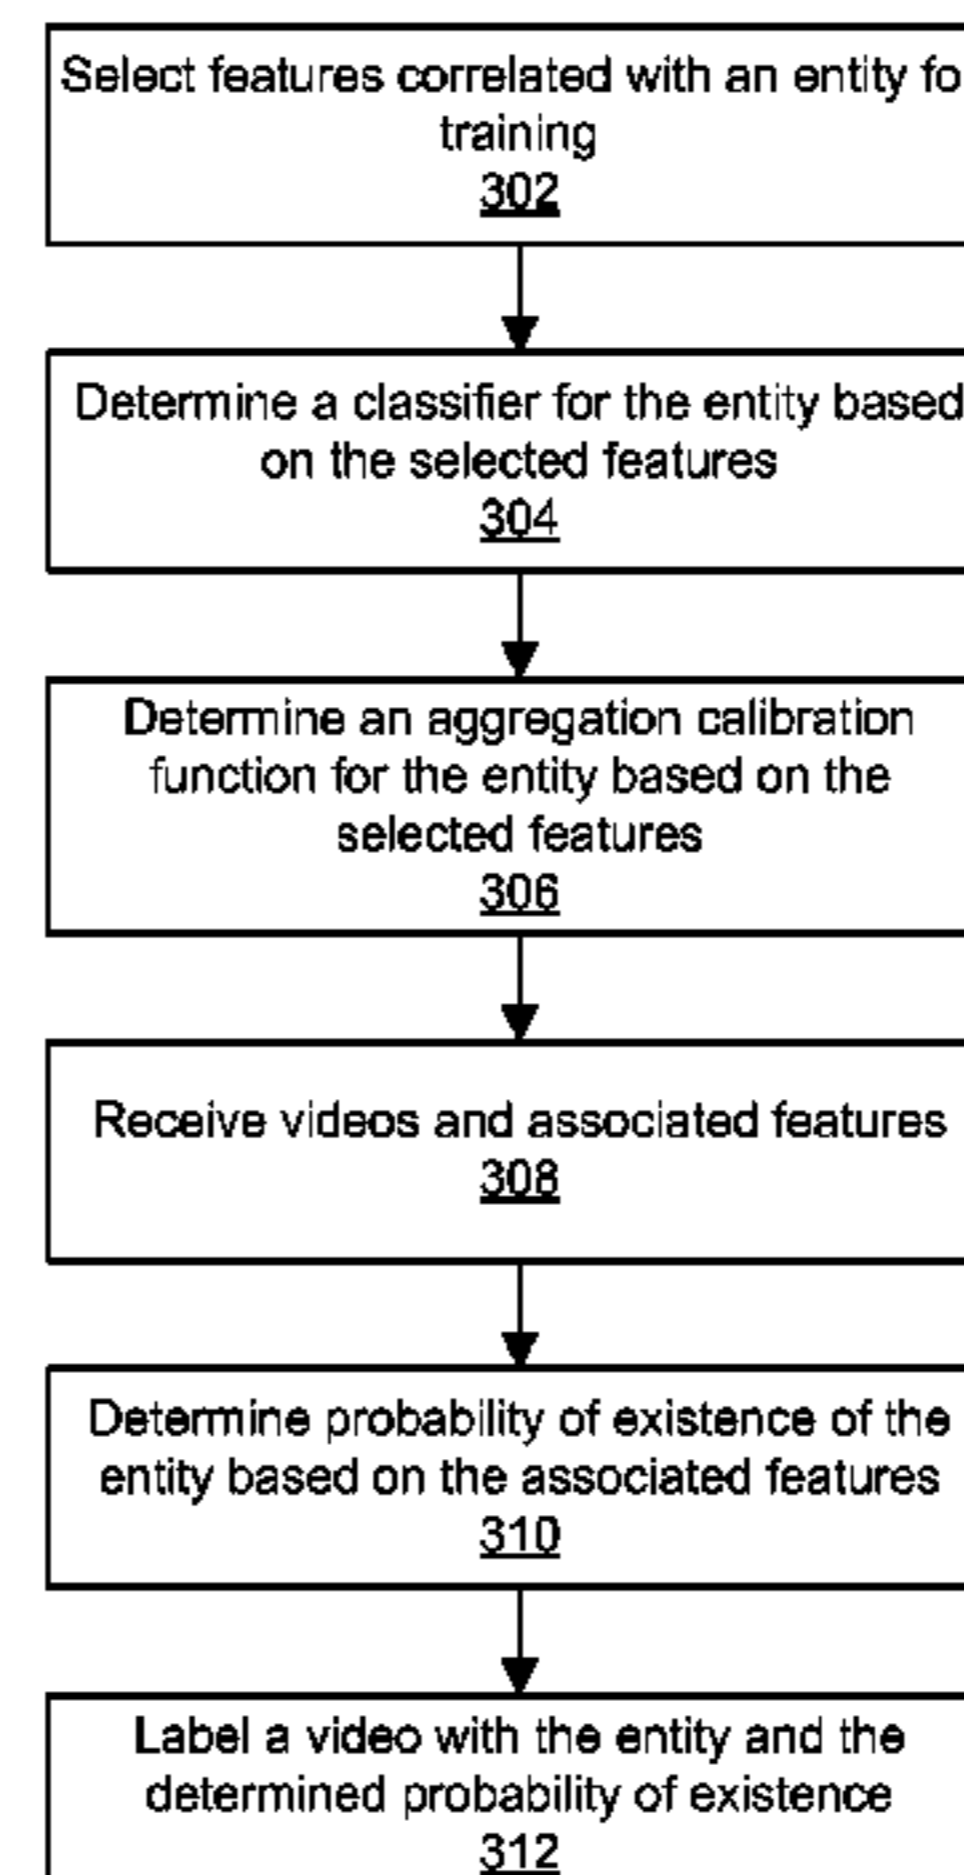 Select features correlated with an entity fo
training
302
Determine a classifier for the entity based
on the selected features
304
Determine an aggregation calibration
function for the entity based on the
selected features
306
Receive videos and associated features
308
Determine probability of existence of the
entity based on the associated features
310
Label a video with the entity and the
determined probability of existence
312